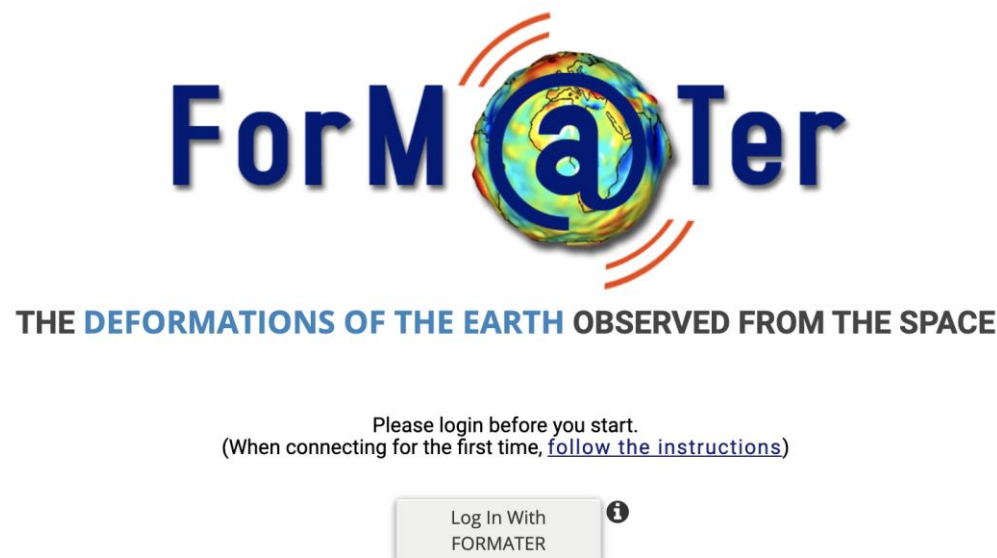 ForM@Ter
THE DEFORMATIONS OF THE EARTH OBSERVED FROM THE SPACE
Please login before you start.
(When connecting for the first time, follow the instructions)
Log In With
FORMATER